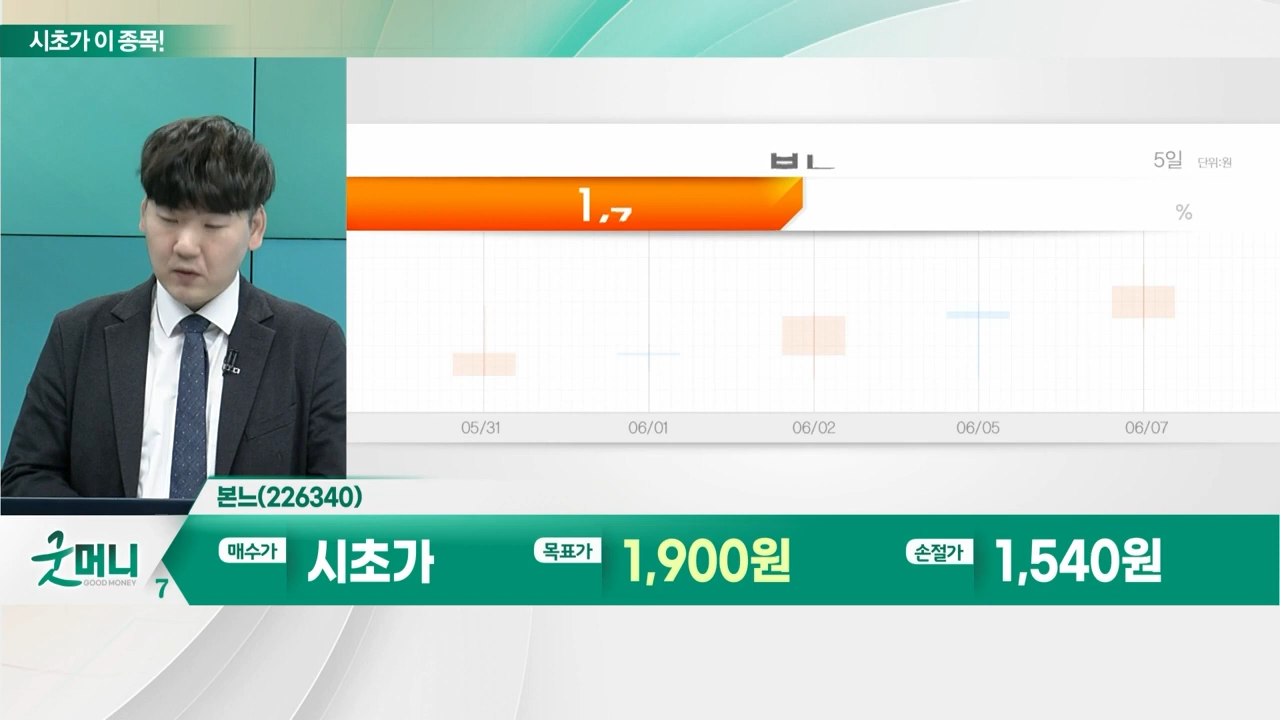 시초가 이 종목!
5일 단위:원
1,7
%
05/31 06/01 06/02 06/05 06/07
본느(226340)
굿머니
GOOD MONEY
7
매수가 시초가 목표가 1,900원 손절가 1,540원